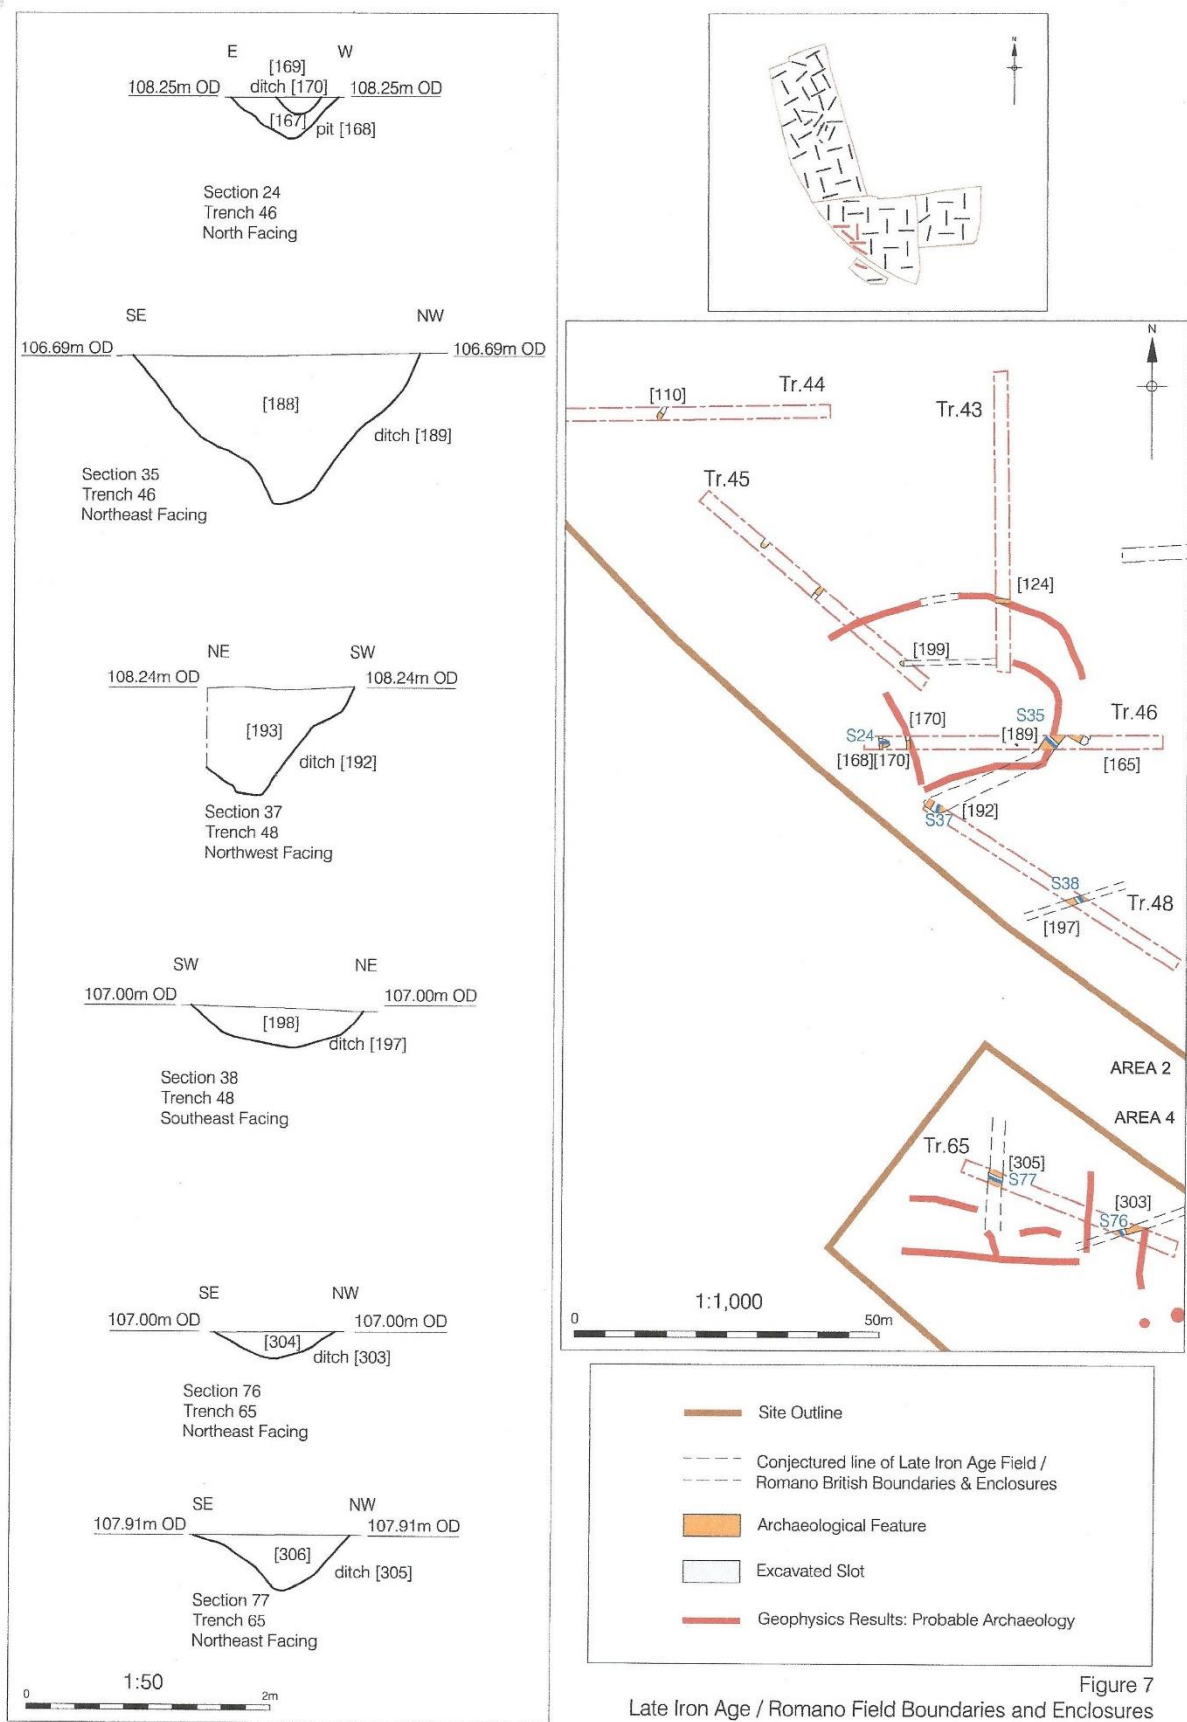 E W
[169]
108.25m OD ditch [170] 108.25m OD
[167] pit [168]
Section 24
Trench 46
North Facing
SE NW
106.69m OD 106.69m OD
[188]
ditch [189]
Section 35
Trench 46
Northeast Facing
NE SW
108.24m OD 108.24m OD
[193]
ditch [192]
Section 37
Trench 48
Northwest Facing
SW NE
107.00m OD 107.00m OD
[198]
ditch [197]
Section 38
Trench 48
Southeast Facing
SE NW
107.00m OD 107.00m OD
[304]
ditch [303]
Section 76
Trench 65
Northeast Facing
SE NW
107.91m OD 107.91m OD
[306]
ditch [305]
Section 77
Trench 65
Northeast Facing
1:50
0 2m
N
N
[110] Tr.44
Tr.43
Tr.45
[124]
[199]
[170] S35 Tr.46
S24 [189]
[168][170] [165]
[192]
S37
S38
Tr.48
[197]
AREA 2
AREA 4
Tr.65
[305]
S77
[303]
S76
1:1,000
0 50m
Site Outline
Conjectured line of Late Iron Age Field /
Romano British Boundaries & Enclosures
Archaeological Feature
Excavated Slot
Geophysics Results: Probable Archaeology
Figure 7
Late Iron Age / Romano Field Boundaries and Enclosures